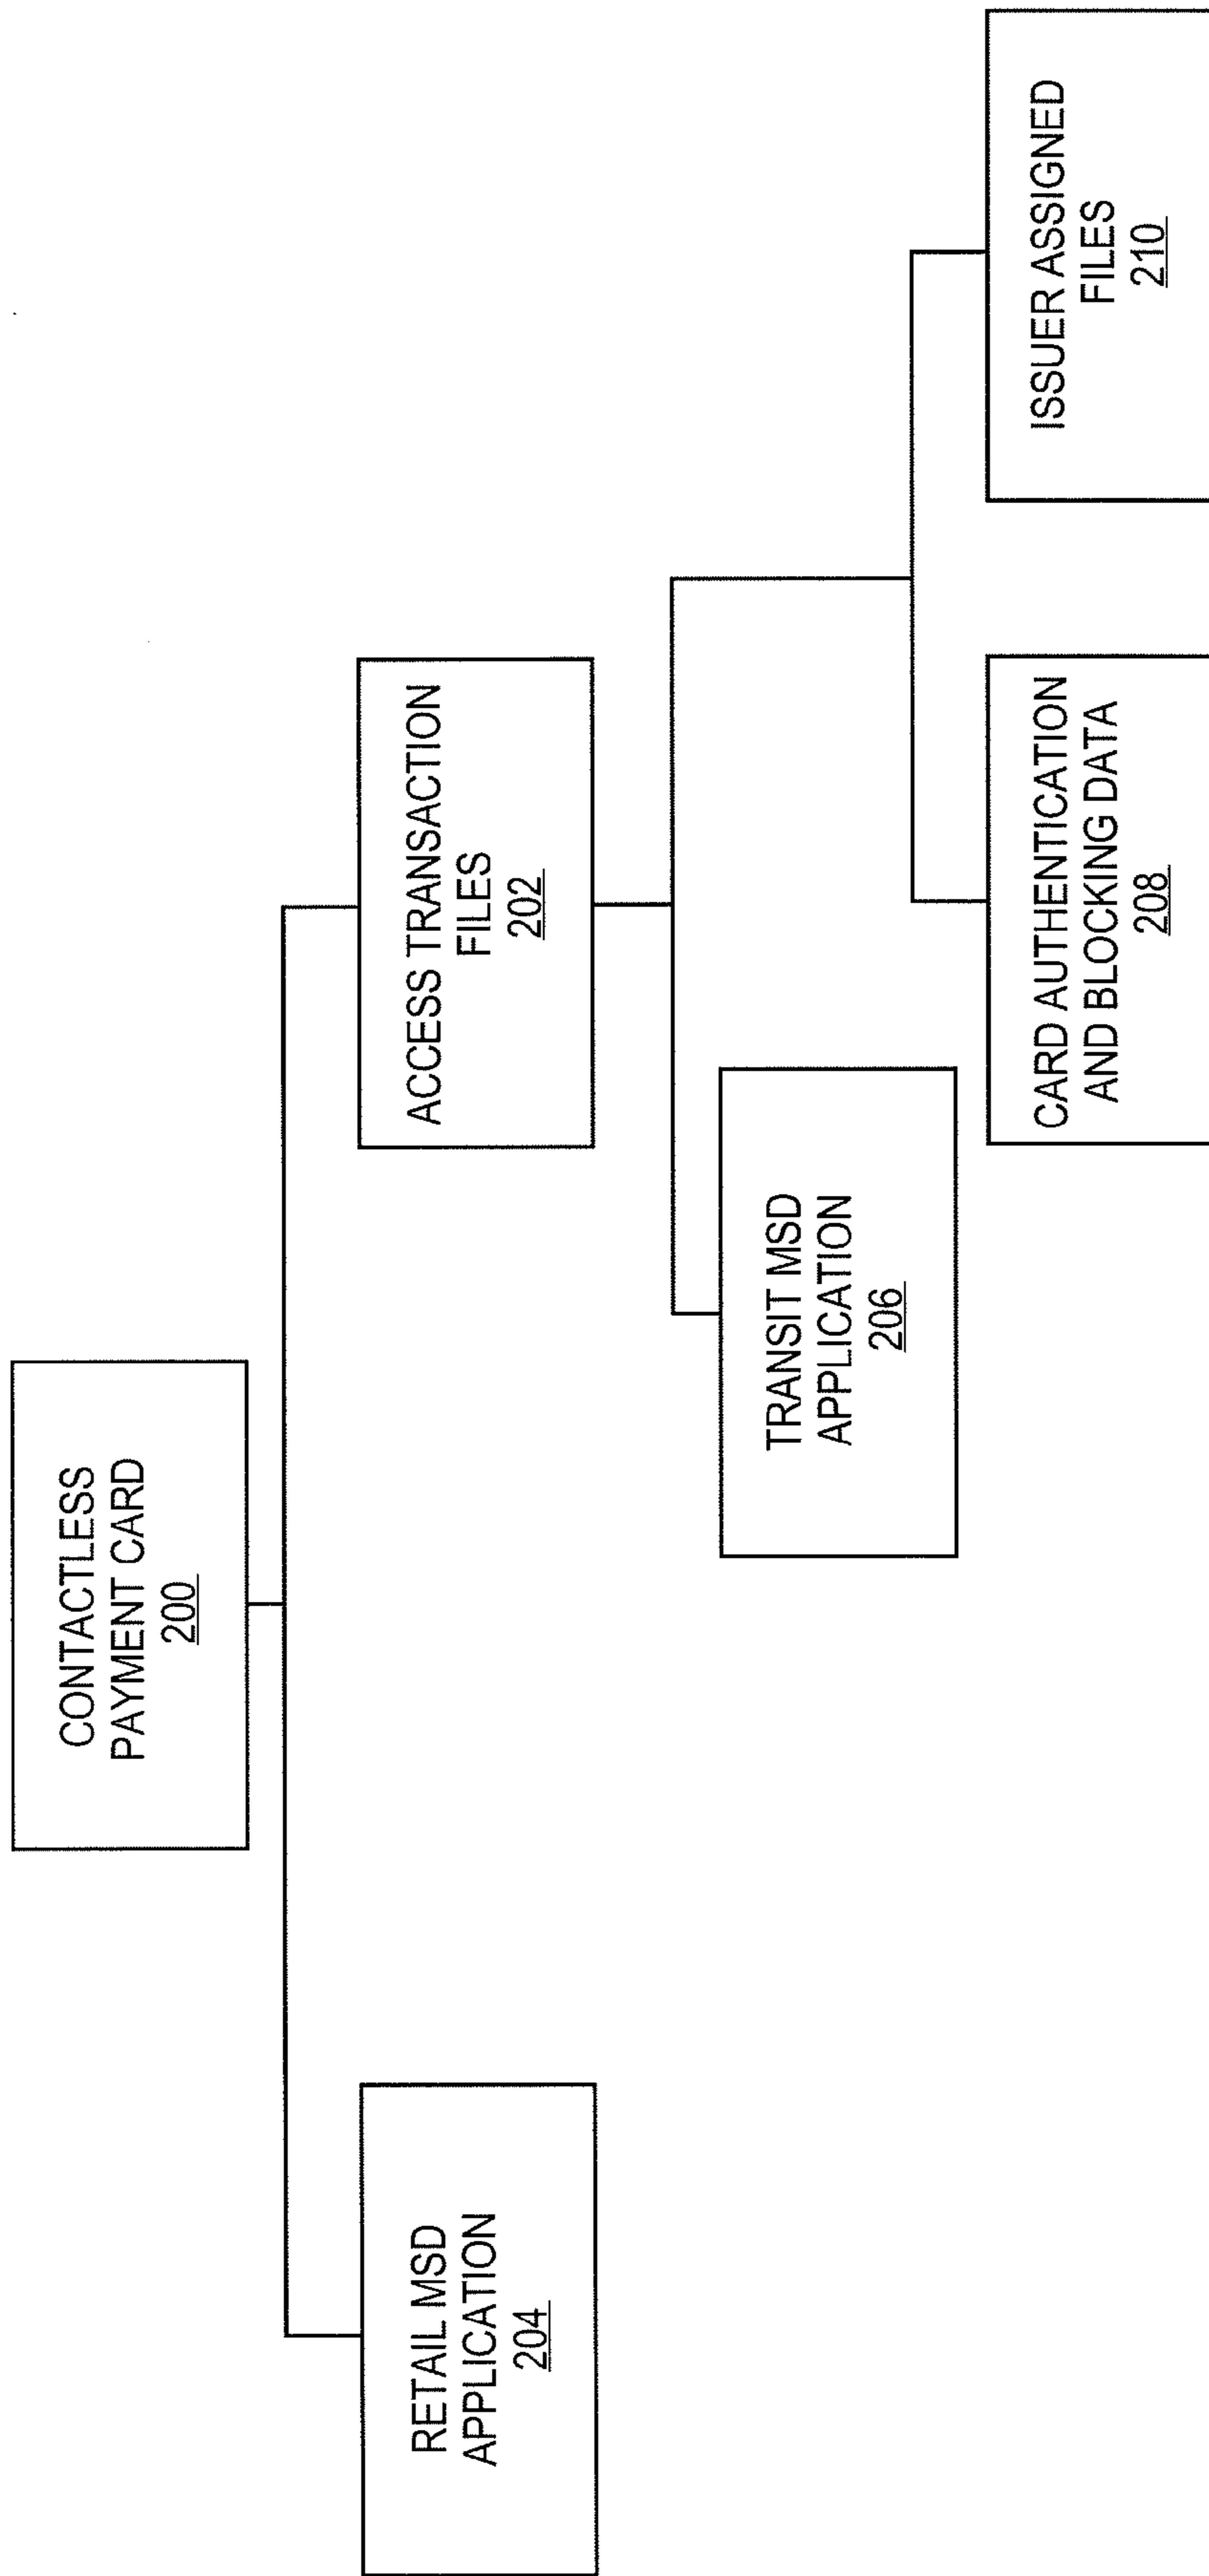 CONTACTLESS
PAYMENT CARD
200
RETAIL MSD
APPLICATION
204
ACCESS TRANSACTION
FILES
202
TRANSIT MSD
APPLICATION
206
CARD AUTHENTICATION
AND BLOCKING DATA
208
ISSUER ASSIGNED
FILES
210